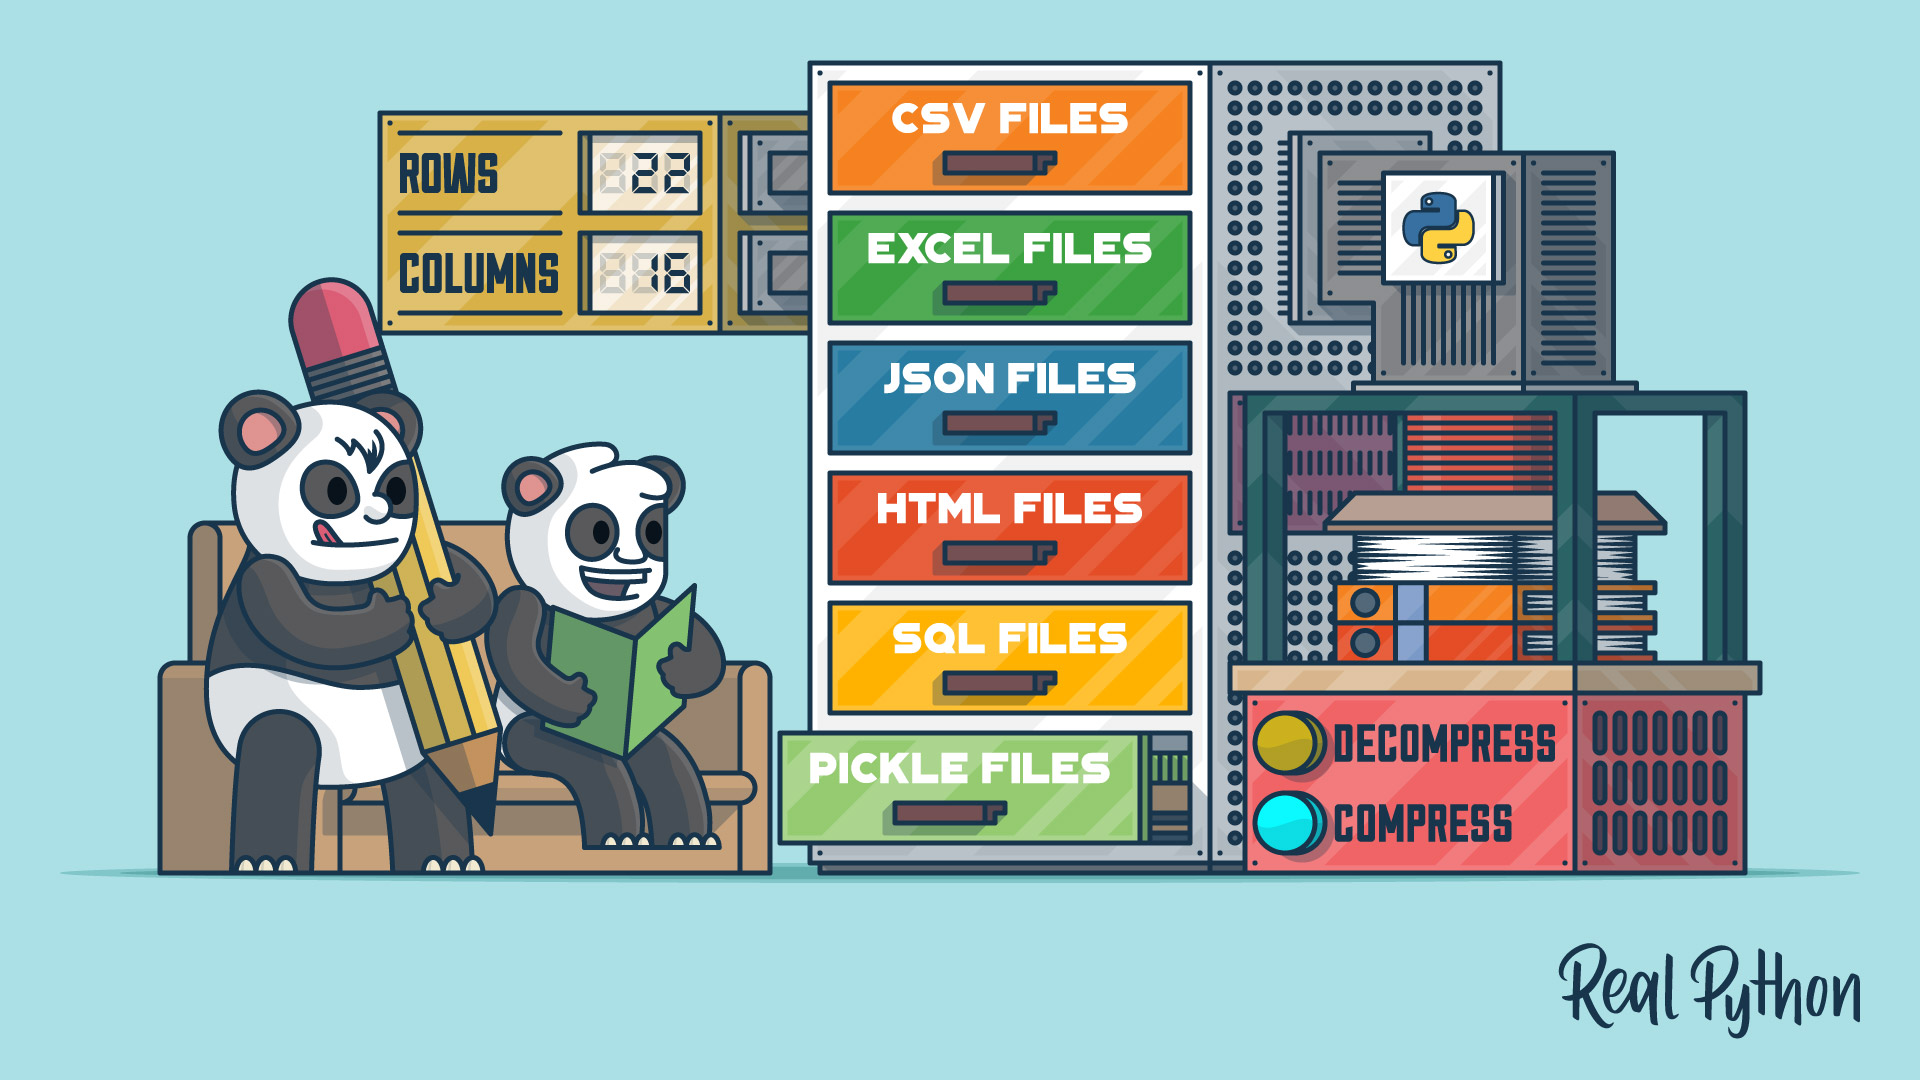 ROWS 22
COLUMNS 16
CSV FILES
EXCEL FILES
JSON FILES
HTML FILES
SQL FILES
PICKLE FILES
DECOMPRESS
COMPRESS
Real Python